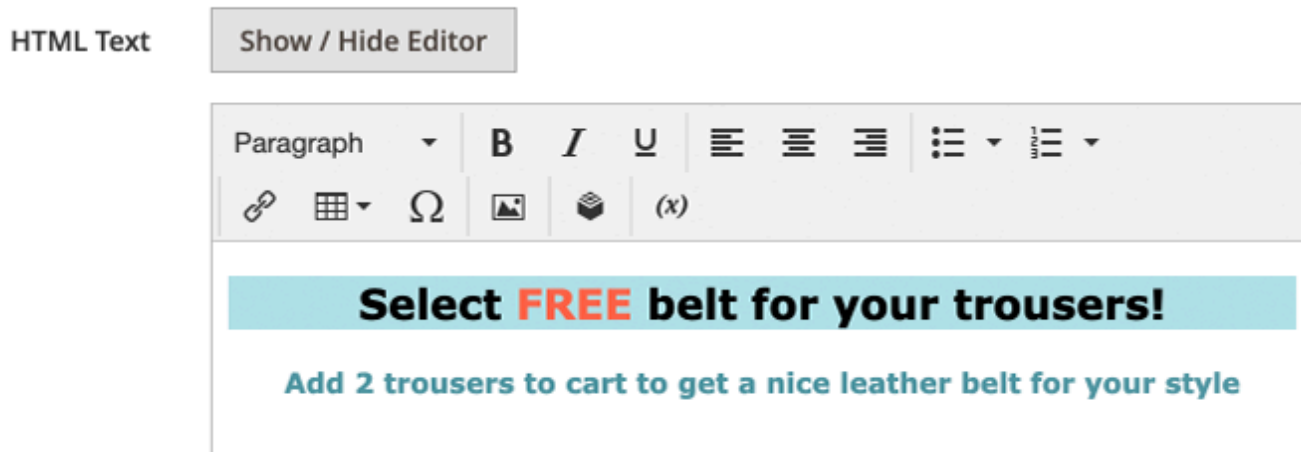 HTML Text
Show / Hide Editor
Paragraph B I U
Ω (x)
Select FREE belt for your trousers!
Add 2 trousers to cart to get a nice leather belt for your style